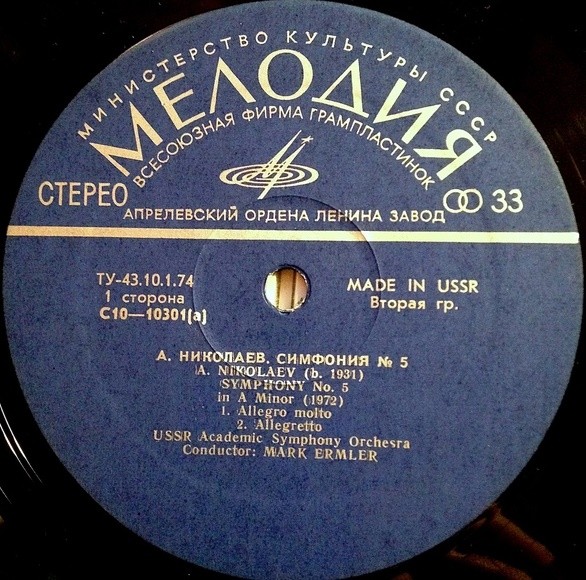 МИНИСТЕРСТВО КУЛЬТУРЫ СССР
МЕЛОДИЯ
ВСЕСОЮЗНАЯ ФИРМА ГРАМПЛАСТИНОК
СТЕРЕО
33
АПРЕЛЕВСКИЙ ОРДЕНА ЛЕНИНА ЗАВОД
ТУ-43.10.1.74
1 сторона
С10—10301(а)
MADE IN USSR
Вторая гр.
А. НИКОЛАЕВ. СИМФОНИЯ № 5
A. NIKOLAEV (b. 1931)
SYMPHONY No. 5
in A Minor (1972)
1. Allegro molto
2. Allegretto
USSR Academic Symphony Orchesra
Conductor: MARK ERMLER